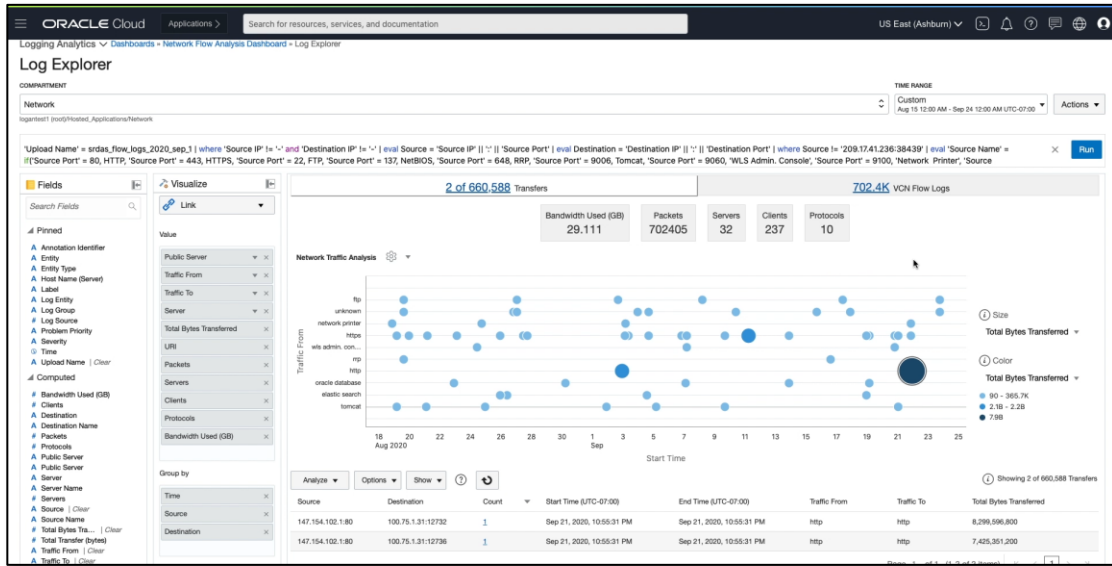 ORACLE Cloud
Applications >
Search for resources, services, and documentation
US East (Ashburn)
Logging Analytics
Dashboards » Network Flow Analysis Dashboard » Log Explorer
Log Explorer
COMPARTMENT
Network
logantest1 (root)/Hosted_Applications/Network
TIME RANGE
Custom
Aug 15 12:00 AM - Sep 24 12:00 AM UTC-07:00
Actions
'Upload Name' = srdas_flow_logs_2020_sep_1 | where 'Source IP' != '-' and 'Destination IP' != '-' | eval Source = 'Source IP' || ':' || 'Source Port' | eval Destination = 'Destination IP' || ':' || 'Destination Port' | where Source != '209.17.41.236:38439' | eval 'Source Name' =
if('Source Port' = 80, HTTP, 'Source Port' = 443, HTTPS, 'Source Port' = 22, FTP, 'Source Port' = 137, NetBIOS, 'Source Port' = 648, RRP, 'Source Port' = 9006, Tomcat, 'Source Port' = 9060, 'WLS Admin. Console', 'Source Port' = 9100, 'Network Printer', 'Source
Run
Fields
Search Fields
Pinned
A Annotation Identifier
A Entity
A Entity Type
A Host Name (Server)
A Label
A Log Entity
A Log Group
# Log Source
A Problem Priority
A Severity
Time
A Upload Name | Clear
Computed
# Bandwidth Used (GB)
# Clients
A Destination
A Destination Name
# Packets
# Protocols
A Public Server
A Public Server
A Server
A Server Name
# Servers
A Source | Clear
A Source Name
# Total Bytes Tra... | Clear
# Total Transfer (bytes)
A Traffic From | Clear
A Traffic To | Clear
Visualize
Link
Value
Public Server
Traffic From
Traffic To
Server
Total Bytes Transferred
URI
Packets
Servers
Clients
Protocols
Bandwidth Used (GB)
Group by
Time
Source
Destination
2 of 660,588 Transfers
702.4K VCN Flow Logs
Bandwidth Used (GB)
29.111
Packets
702405
Servers
32
Clients
237
Protocols
10
Network Traffic Analysis
Traffic From
ftp
unknown
network printer
https
wls admin. con...
rrp
http
oracle database
elastic search
tomcat
18 20 22 24 26 28 30 1 3 5 7 9 11 13 15 17 19 21 23 25
Aug 2020 Sep
Start Time
Size
Total Bytes Transferred
Color
Total Bytes Transferred
90 - 365.7K
2.1B - 2.2B
7.9B
Analyze
Options
Show
Showing 2 of 660,588 Transfers
Source Destination Count Start Time (UTC-07:00) End Time (UTC-07:00) Traffic From Traffic To Total Bytes Transferred
147.154.102.1:80 100.75.1.31:12732 1 Sep 21, 2020, 10:55:31 PM Sep 21, 2020, 10:55:31 PM http http 8,299,596,800
147.154.102.1:80 100.75.1.31:12736 1 Sep 21, 2020, 10:55:31 PM Sep 21, 2020, 10:55:31 PM http http 7,425,351,200
Page 1 of 1 (1-2 of 2 items) 1